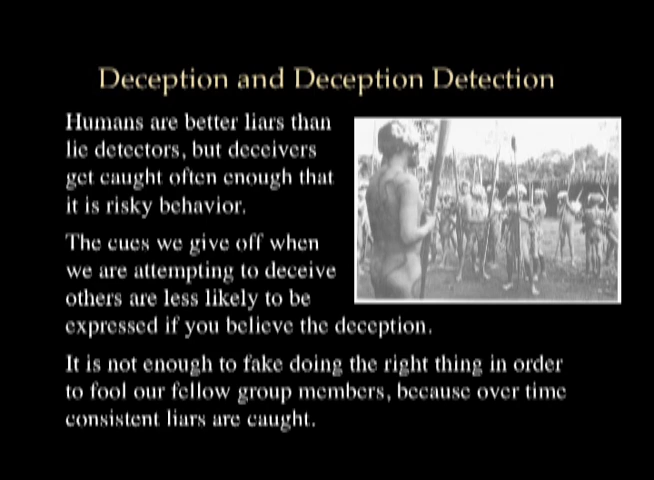 Deception and Deception Detection
Humans are better liars than
lie detectors, but deceivers
get caught often enough that
it is risky behavior.
The cues we give off when
we are attempting to deceive
others are less likely to be
expressed if you believe the deception.
It is not enough to fake doing the right thing in order
to fool our fellow group members, because over time
consistent liars are caught.